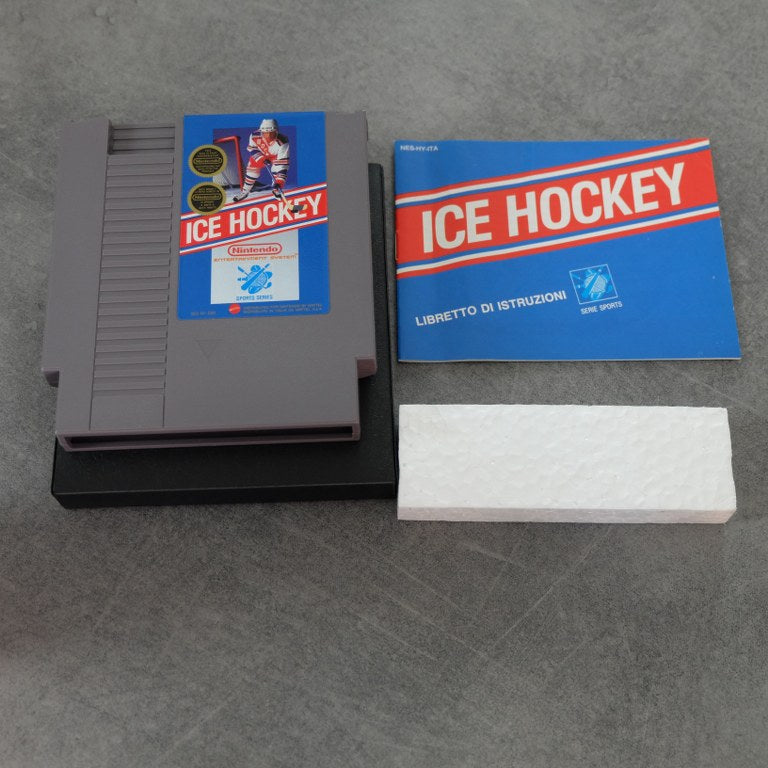 ICE HOCKEY
Nintendo
ENTERTAINMENT SYSTEM
SPORTS SERIES
NES-HY-ITA
ICE HOCKEY
LIBRETTO DI ISTRUZIONI
SERIE SPORTS